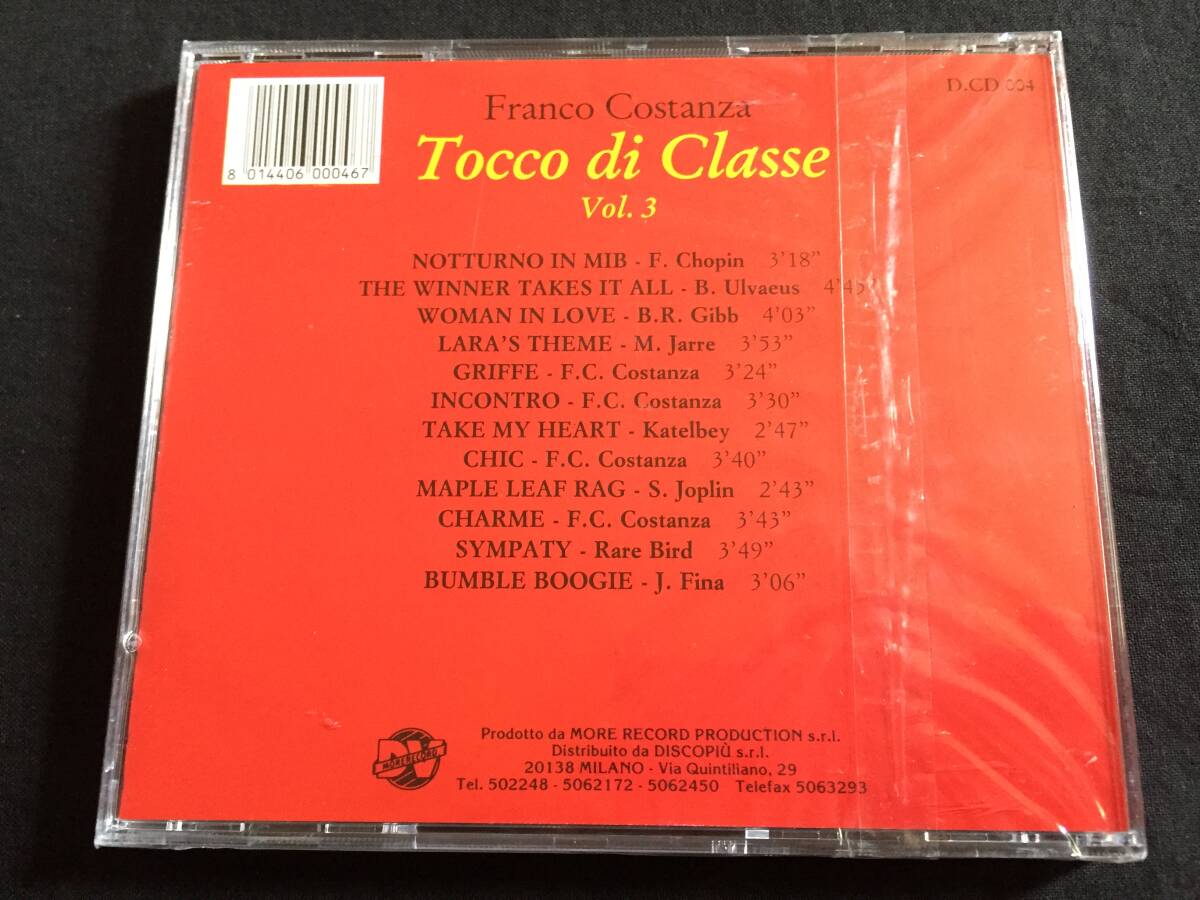 D.CD 004
Franco Costanza
Tocco di Classe
Vol. 3
8 014406 000467
NOTTURNO IN MIB - F. Chopin 3'18"
THE WINNER TAKES IT ALL - B. Ulvaeus 4'45"
WOMAN IN LOVE - B.R. Gibb 4'03"
LARA'S THEME - M. Jarre 3'53"
GRIFFE - F.C. Costanza 3'24"
INCONTRO - F.C. Costanza 3'30"
TAKE MY HEART - Katelbey 2'47"
CHIC - F.C. Costanza 3'40"
MAPLE LEAF RAG - S. Joplin 2'43"
CHARME - F.C. Costanza 3'43"
SYMPATY - Rare Bird 3'49"
BUMBLE BOOGIE - J. Fina 3'06"
MORE RECORD
Prodotto da MORE RECORD PRODUCTION s.r.l.
Distribuito da DISCOPIÙ s.r.l.
20138 MILANO - Via Quintiliano, 29
Tel. 502248 - 5062172 - 5062450 Telefax 5063293